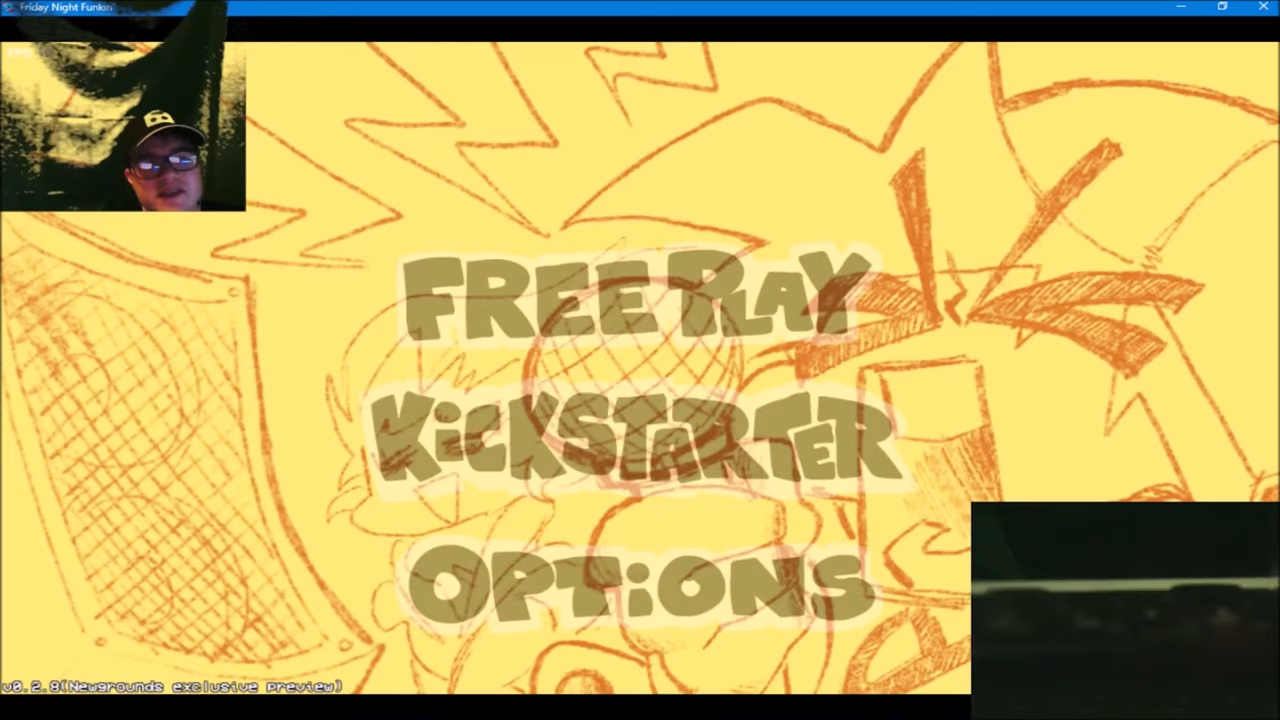 Friday Night Funkin'
FREE PLAY
KiCKSTARTER
OPTiONS
v0.2.8(Newgrounds exclusive preview)